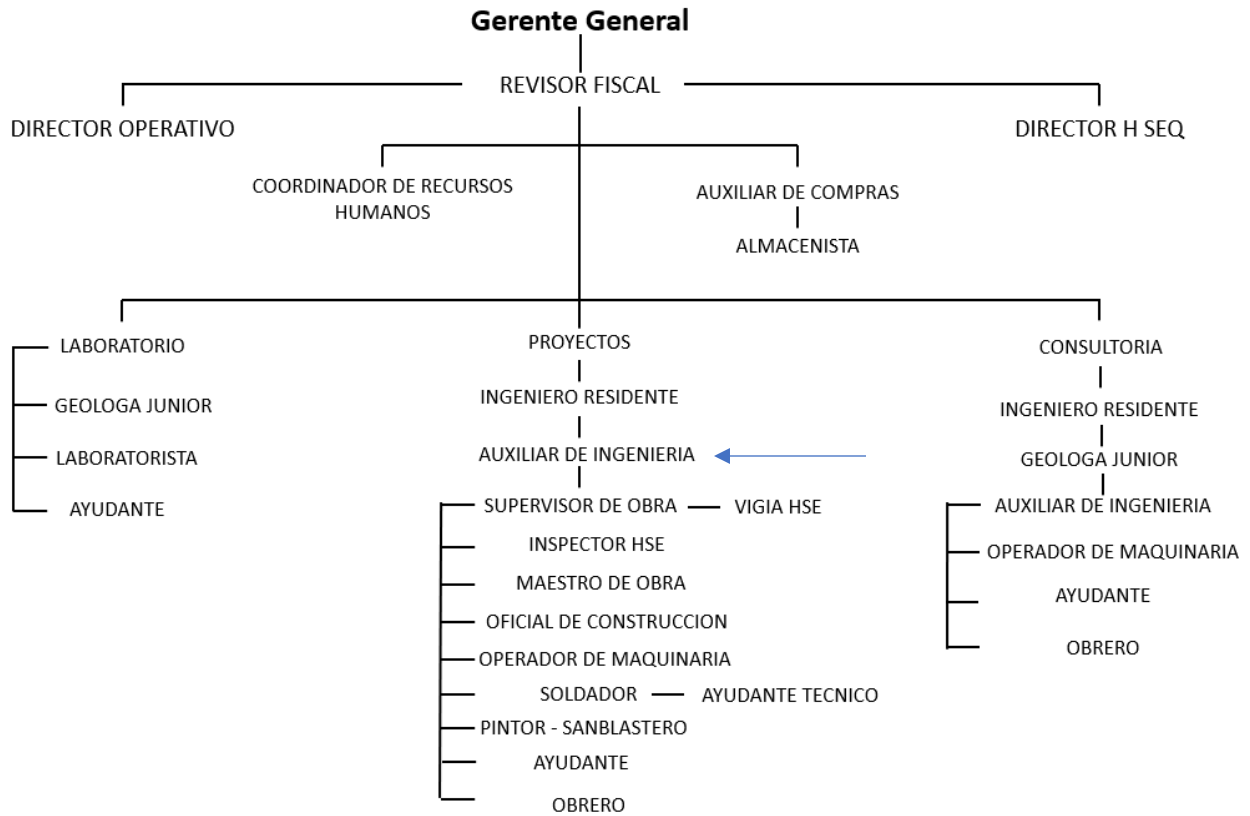 Gerente General
REVISOR FISCAL
DIRECTOR OPERATIVO
DIRECTOR H SEQ
COORDINADOR DE RECURSOS
HUMANOS
AUXILIAR DE COMPRAS
ALMACENISTA
LABORATORIO
GEOLOGA JUNIOR
LABORATORISTA
AYUDANTE
PROYECTOS
INGENIERO RESIDENTE
AUXILIAR DE INGENIERIA
SUPERVISOR DE OBRA
VIGIA HSE
INSPECTOR HSE
MAESTRO DE OBRA
OFICIAL DE CONSTRUCCION
OPERADOR DE MAQUINARIA
SOLDADOR
AYUDANTE TECNICO
PINTOR - SANBLASTERO
AYUDANTE
OBRERO
CONSULTORIA
INGENIERO RESIDENTE
GEOLOGA JUNIOR
AUXILIAR DE INGENIERIA
OPERADOR DE MAQUINARIA
AYUDANTE
OBRERO